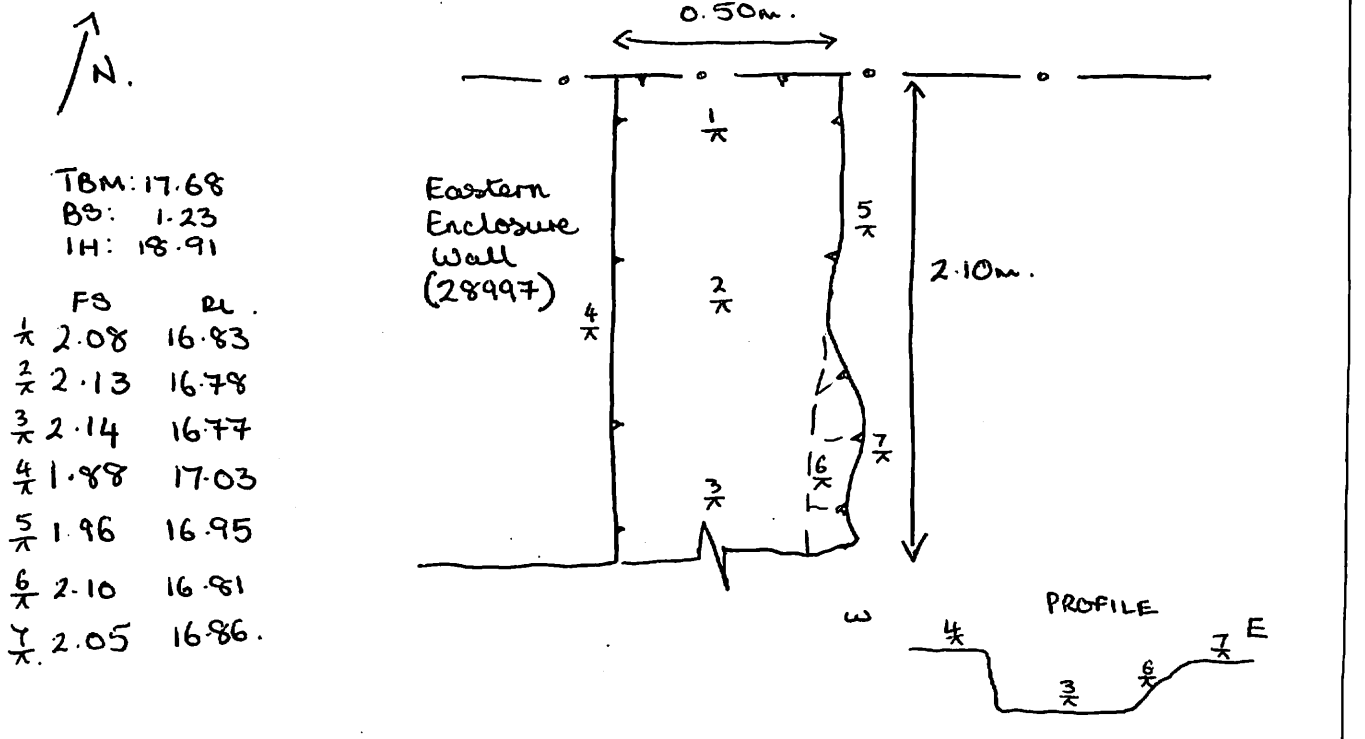 N.
TBM: 17.68
BS: 1.23
IH: 18.91
FS RL.
1/⊼ 2.08 16.83
2/⊼ 2.13 16.78
3/⊼ 2.14 16.77
4/⊼ 1.88 17.03
5/⊼ 1.96 16.95
6/⊼ 2.10 16.81
7/⊼. 2.05 16.86.
0.50m.
1/⊼
Eastern
Enclosure
Wall
(28997)
5/⊼
2/⊼
4/⊼
2.10m.
7/⊼
6/⊼
3/⊼
PROFILE
W
4/⊼
3/⊼
6/⊼
7/⊼ E